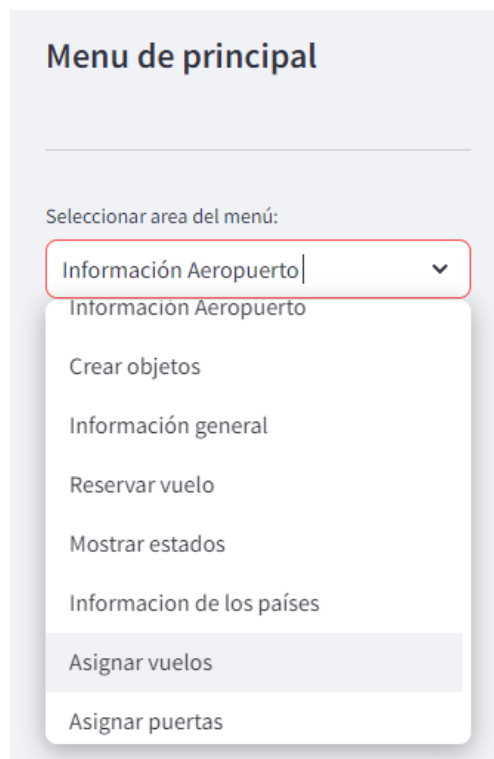 Menu de principal
Seleccionar area del menú:
Información Aeropuerto
Información Aeropuerto
Crear objetos
Información general
Reservar vuelo
Mostrar estados
Informacion de los países
Asignar vuelos
Asignar puertas